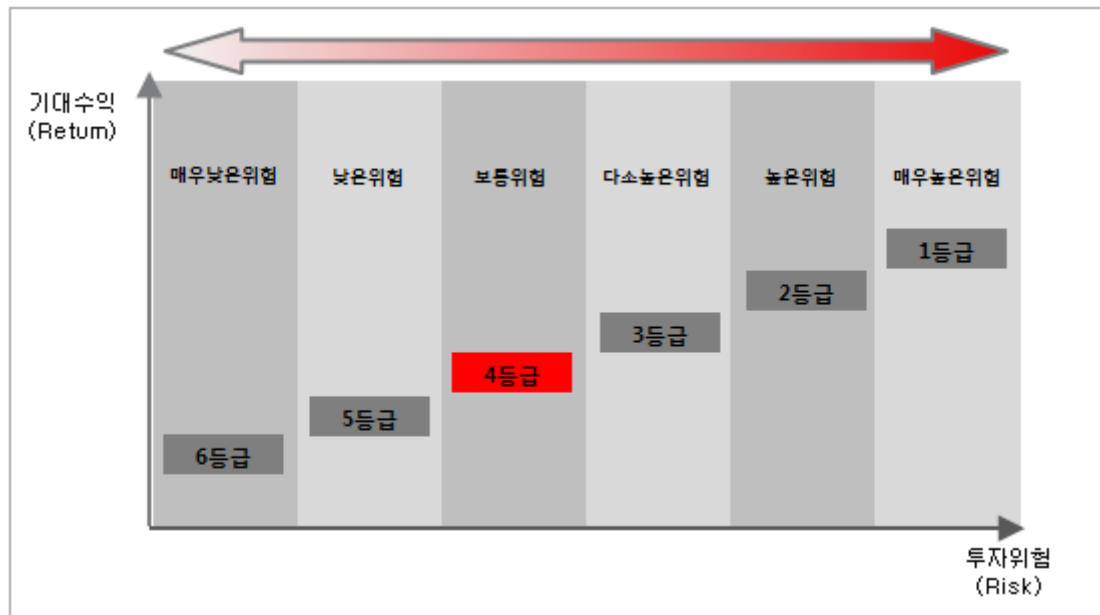 기대수익
(Return)
매우낮은위험 낮은위험 보통위험 다소높은위험 높은위험 매우높은위험
1등급
2등급
3등급
4등급
5등급
6등급
투자위험
(Risk)